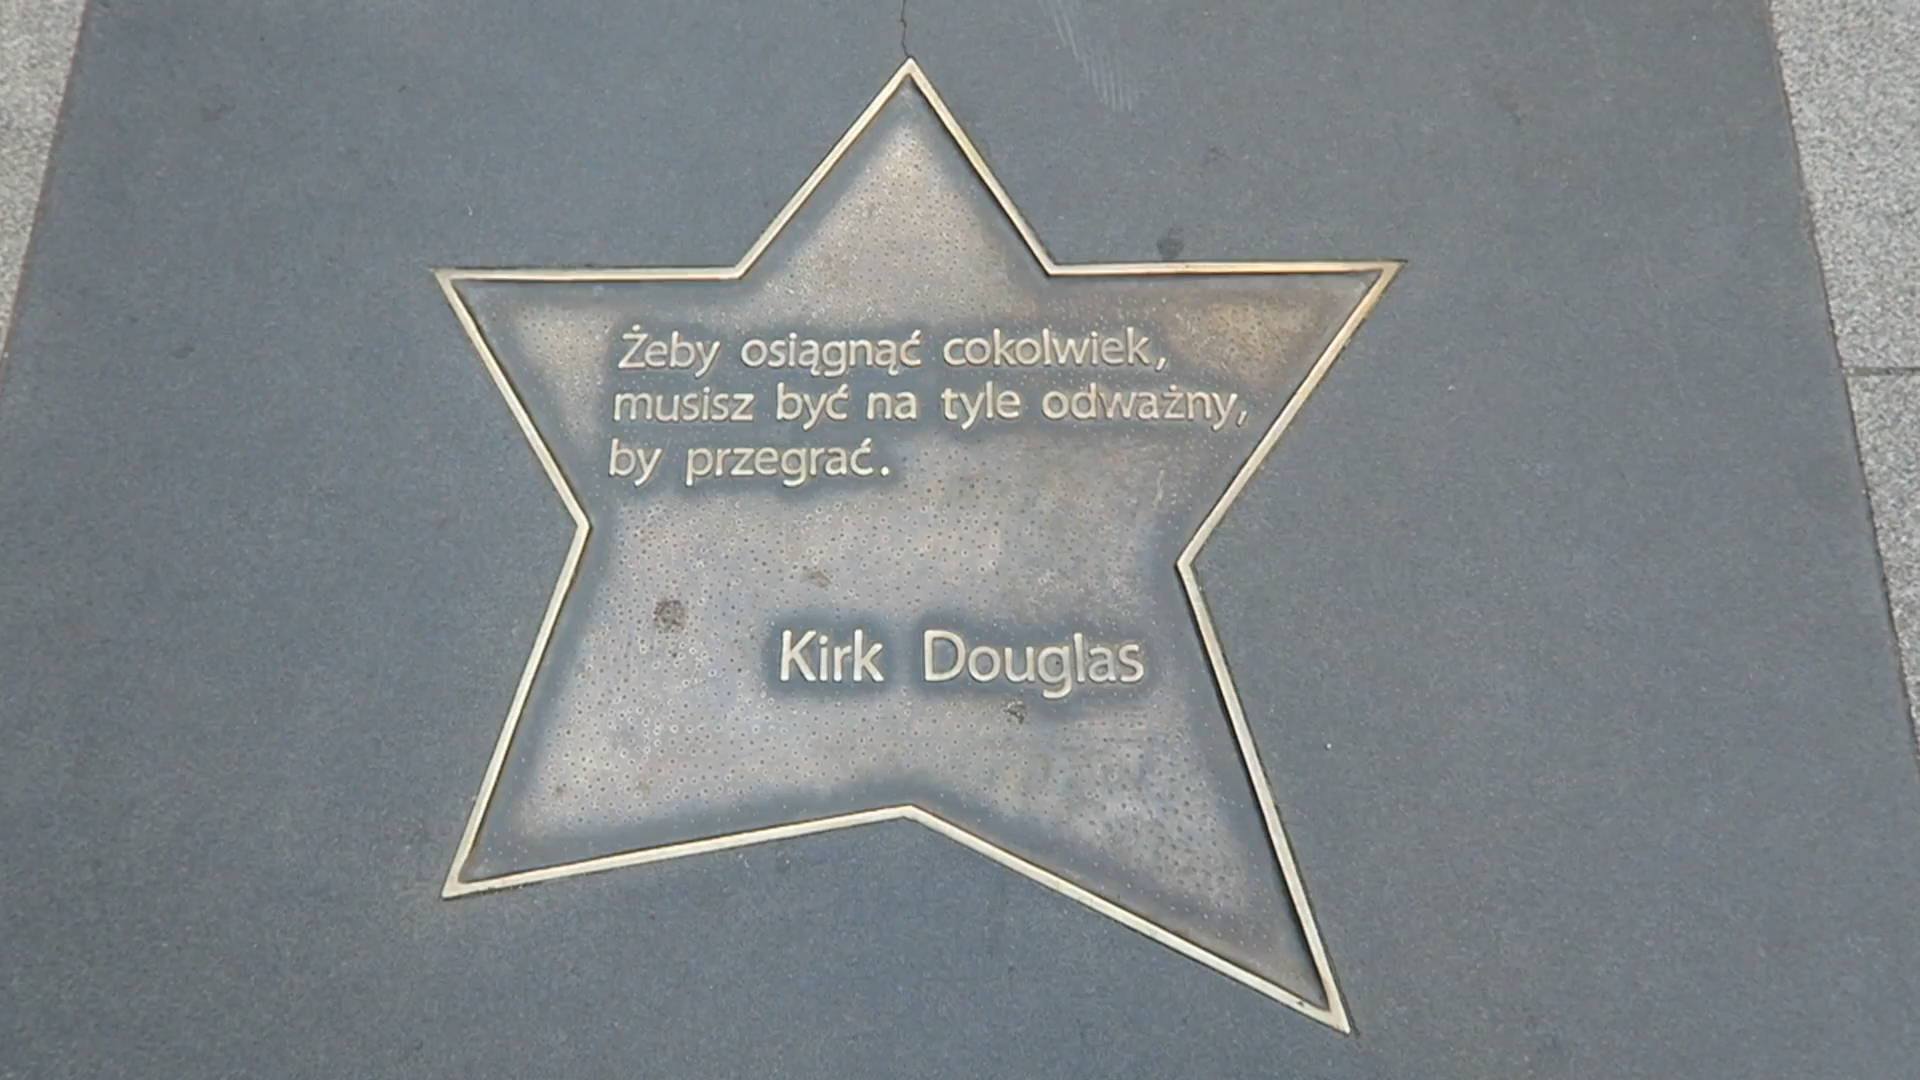 Żeby osiągnąć cokolwiek,
musisz być na tyle odważny,
by przegrać.
Kirk Douglas